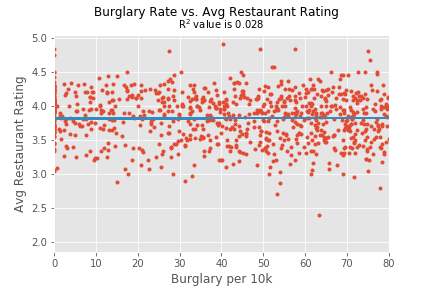 Burglary Rate vs. Avg Restaurant Rating
R² value is 0.028
5.0
4.5
4.0
3.5
3.0
2.5
2.0
Avg Restaurant Rating
0 10 20 30 40 50 60 70 80
Burglary per 10k